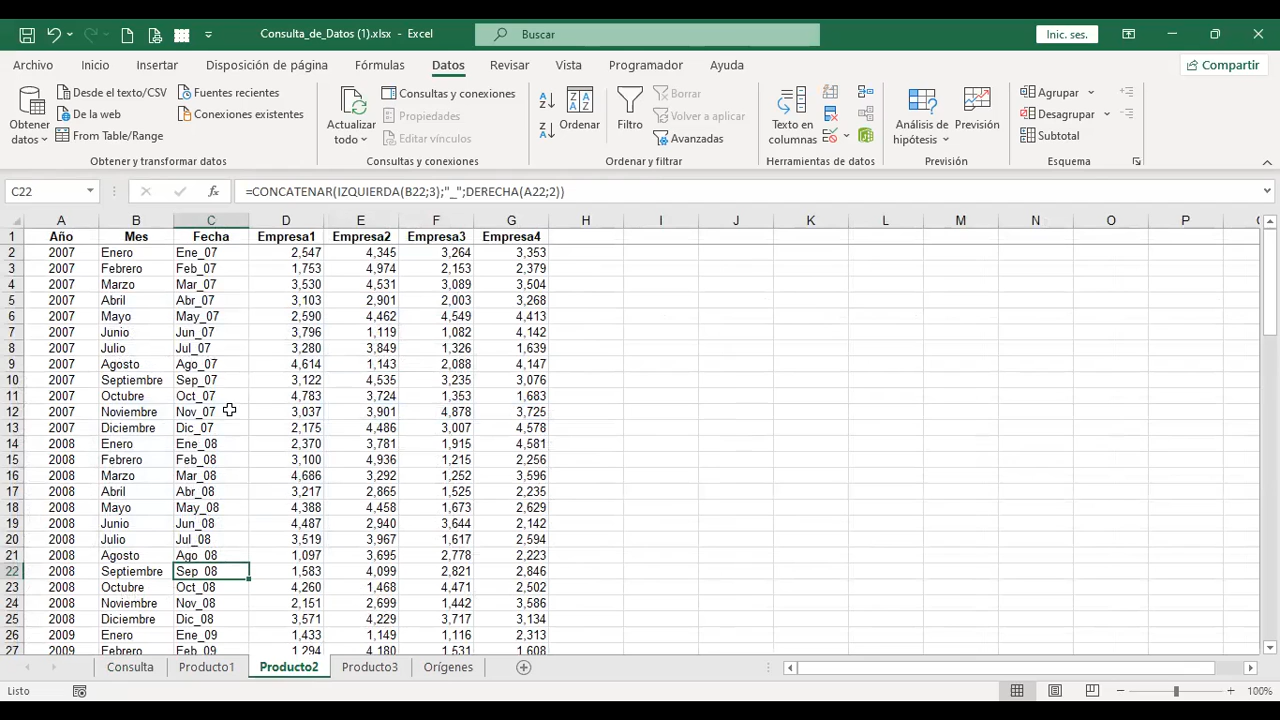 Consulta_de_Datos (1).xlsx - Excel
Buscar
Inic. ses.
Archivo Inicio Insertar Disposición de página Fórmulas Datos Revisar Vista Programador Ayuda Compartir
Obtener datos
Desde el texto/CSV
De la web
From Table/Range
Fuentes recientes
Conexiones existentes
Obtener y transformar datos
Actualizar todo
Consultas y conexiones
Propiedades
Editar vínculos
Consultas y conexiones
Ordenar
Filtro
Borrar
Volver a aplicar
Avanzadas
Ordenar y filtrar
Texto en columnas
Herramientas de datos
Análisis de hipótesis
Previsión
Previsión
Agrupar
Desagrupar
Subtotal
Esquema
C22 =CONCATENAR(IZQUIERDA(B22;3);"_";DERECHA(A22;2))
A B C D E F G H I J K L M N O P
1 Año Mes Fecha Empresa1 Empresa2 Empresa3 Empresa4
2 2007 Enero Ene_07 2,547 4,345 3,264 3,353
3 2007 Febrero Feb_07 1,753 4,974 2,153 2,379
4 2007 Marzo Mar_07 3,530 4,531 3,089 3,504
5 2007 Abril Abr_07 3,103 2,901 2,003 3,268
6 2007 Mayo May_07 2,590 4,462 4,549 4,413
7 2007 Junio Jun_07 3,796 1,119 1,082 4,142
8 2007 Julio Jul_07 3,280 3,849 1,326 1,639
9 2007 Agosto Ago_07 4,614 1,143 2,088 4,147
10 2007 Septiembre Sep_07 3,122 4,535 3,235 3,076
11 2007 Octubre Oct_07 4,783 3,724 1,353 1,683
12 2007 Noviembre Nov_07 3,037 3,901 4,878 3,725
13 2007 Diciembre Dic_07 2,175 4,486 3,007 4,578
14 2008 Enero Ene_08 2,370 3,781 1,915 4,581
15 2008 Febrero Feb_08 3,100 4,936 1,215 2,256
16 2008 Marzo Mar_08 4,686 3,292 1,252 3,596
17 2008 Abril Abr_08 3,217 2,865 1,525 2,235
18 2008 Mayo May_08 4,388 4,458 1,673 2,629
19 2008 Junio Jun_08 4,487 2,940 3,644 2,142
20 2008 Julio Jul_08 3,519 3,967 1,617 2,594
21 2008 Agosto Ago_08 1,097 3,695 2,778 2,223
22 2008 Septiembre Sep_08 1,583 4,099 2,821 2,846
23 2008 Octubre Oct_08 4,260 1,468 4,471 2,502
24 2008 Noviembre Nov_08 2,151 2,699 1,442 3,586
25 2008 Diciembre Dic_08 3,571 4,229 3,717 3,134
26 2009 Enero Ene_09 1,433 1,149 1,116 2,313
27 2009 Febrero Feb_09 1,294 4,180 1,531 1,608
Consulta Producto1 Producto2 Producto3 Orígenes
Listo 100%